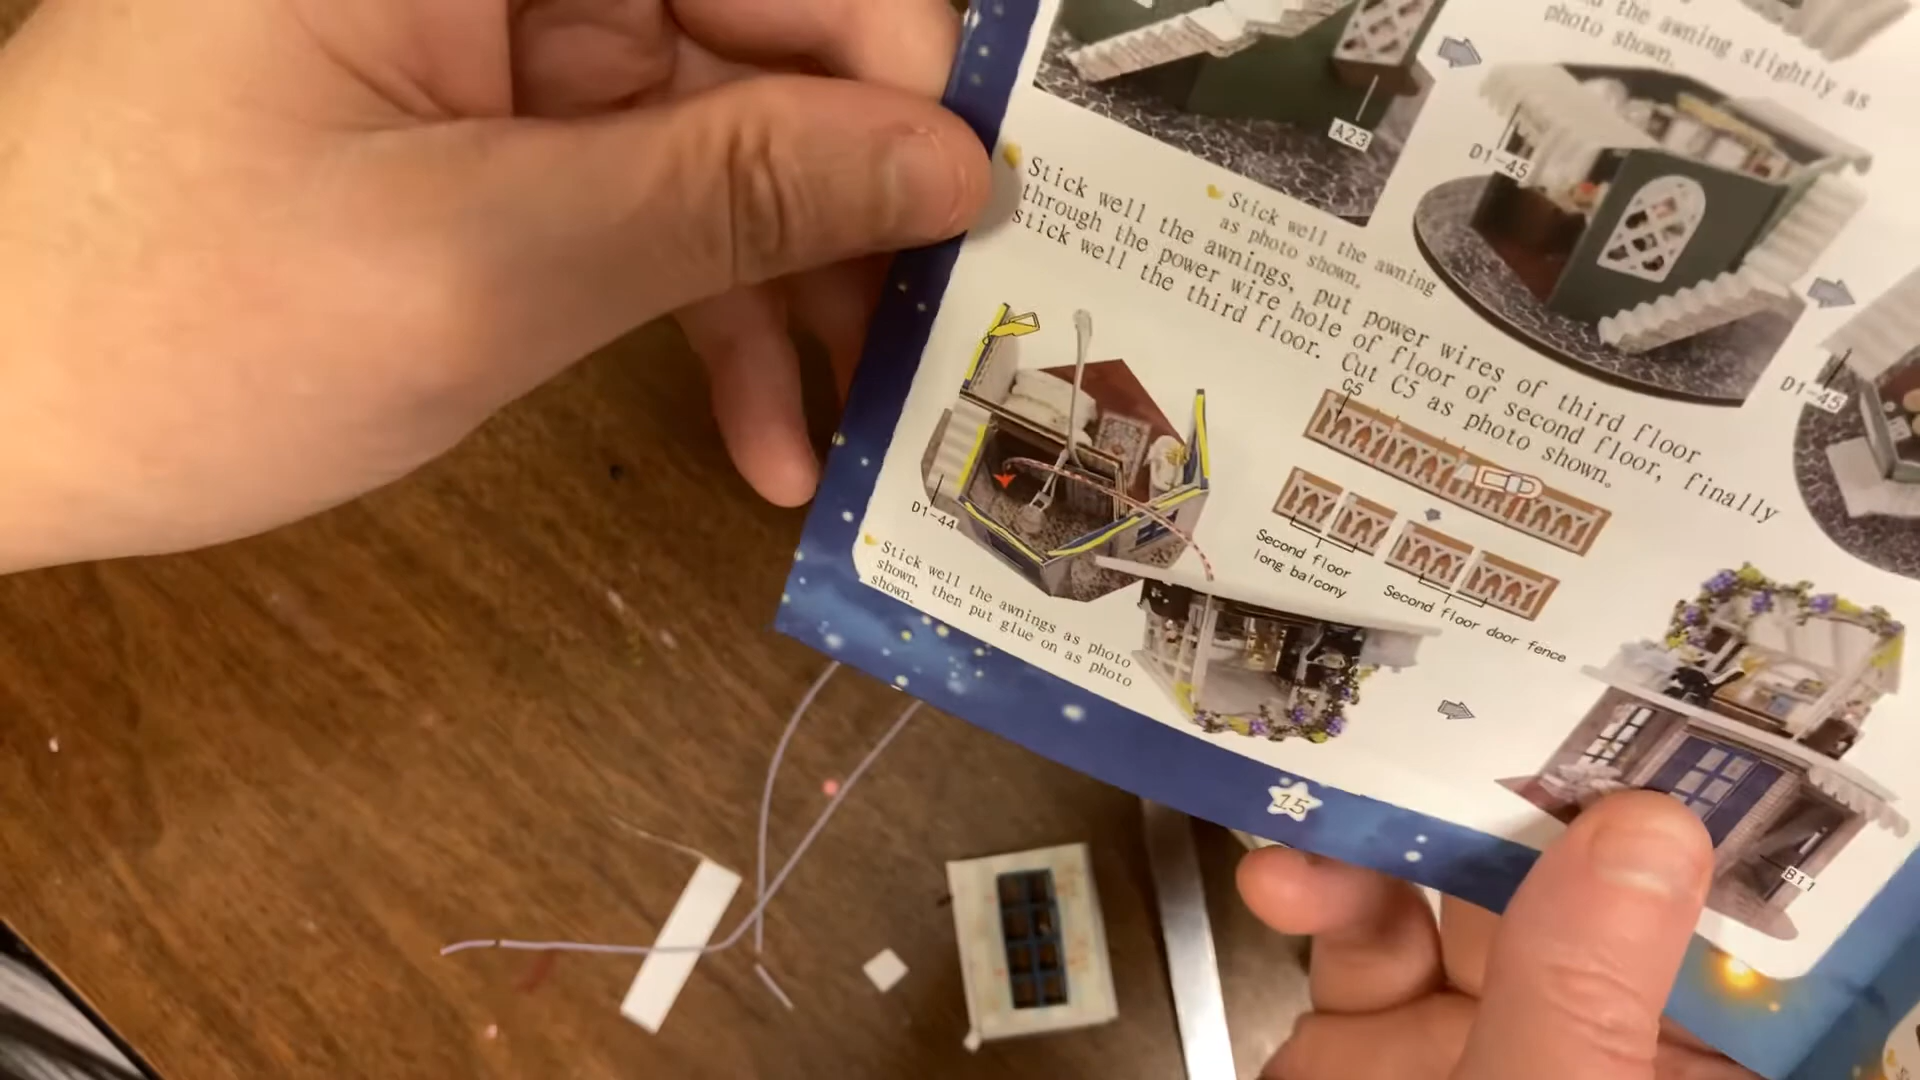 the awning slightly as
photo shown.
A23
D1-45
D1-45
Stick well the awning
as photo shown.
Stick well the awnings, put power wires of third floor
through the power wire hole of floor of second floor, finally
stick well the third floor. Cut C5 as photo shown.
C5
D1-44
Second floor
long balcony
Second floor door fence
Stick well the awnings as photo
shown, then put glue on as photo
shown.
B11
15